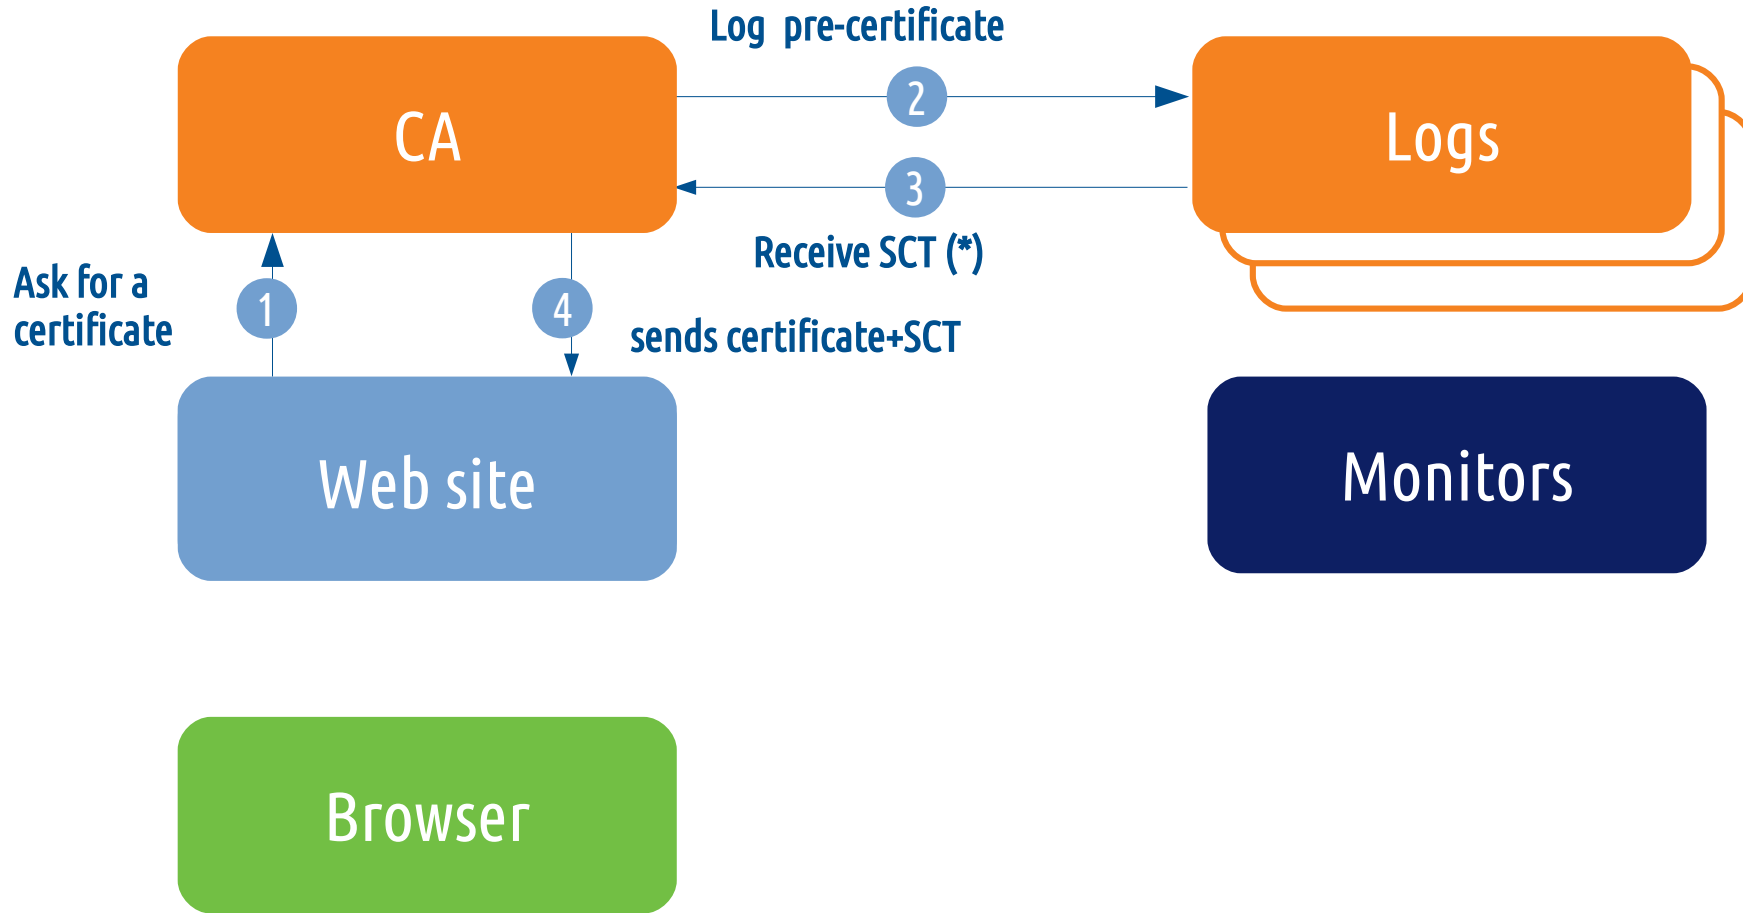 Log pre-certificate
CA
2
Logs
3
Receive SCT (*)
Ask for a
certificate
1
4
sends certificate+SCT
Web site
Monitors
Browser